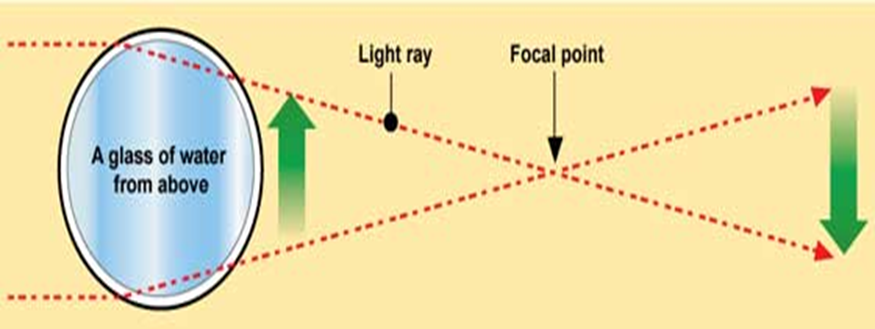 Light ray
Focal point
A glass of water
from above